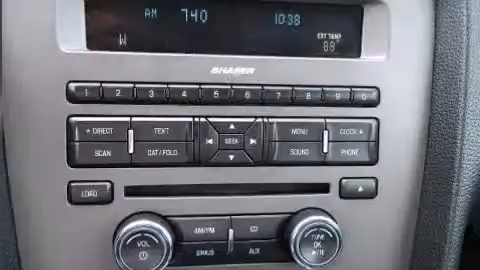 AM 740 10:38
W EXT TEMP 88°
SHAKER
1 2 3 4 5 6 7 8 9 0
DIRECT TEXT MENU CLOCK
SEEK
SCAN CAT/FOLD SOUND PHONE
LOAD
AM/FM CD
VOL TUNE
OK
SIRIUS AUX